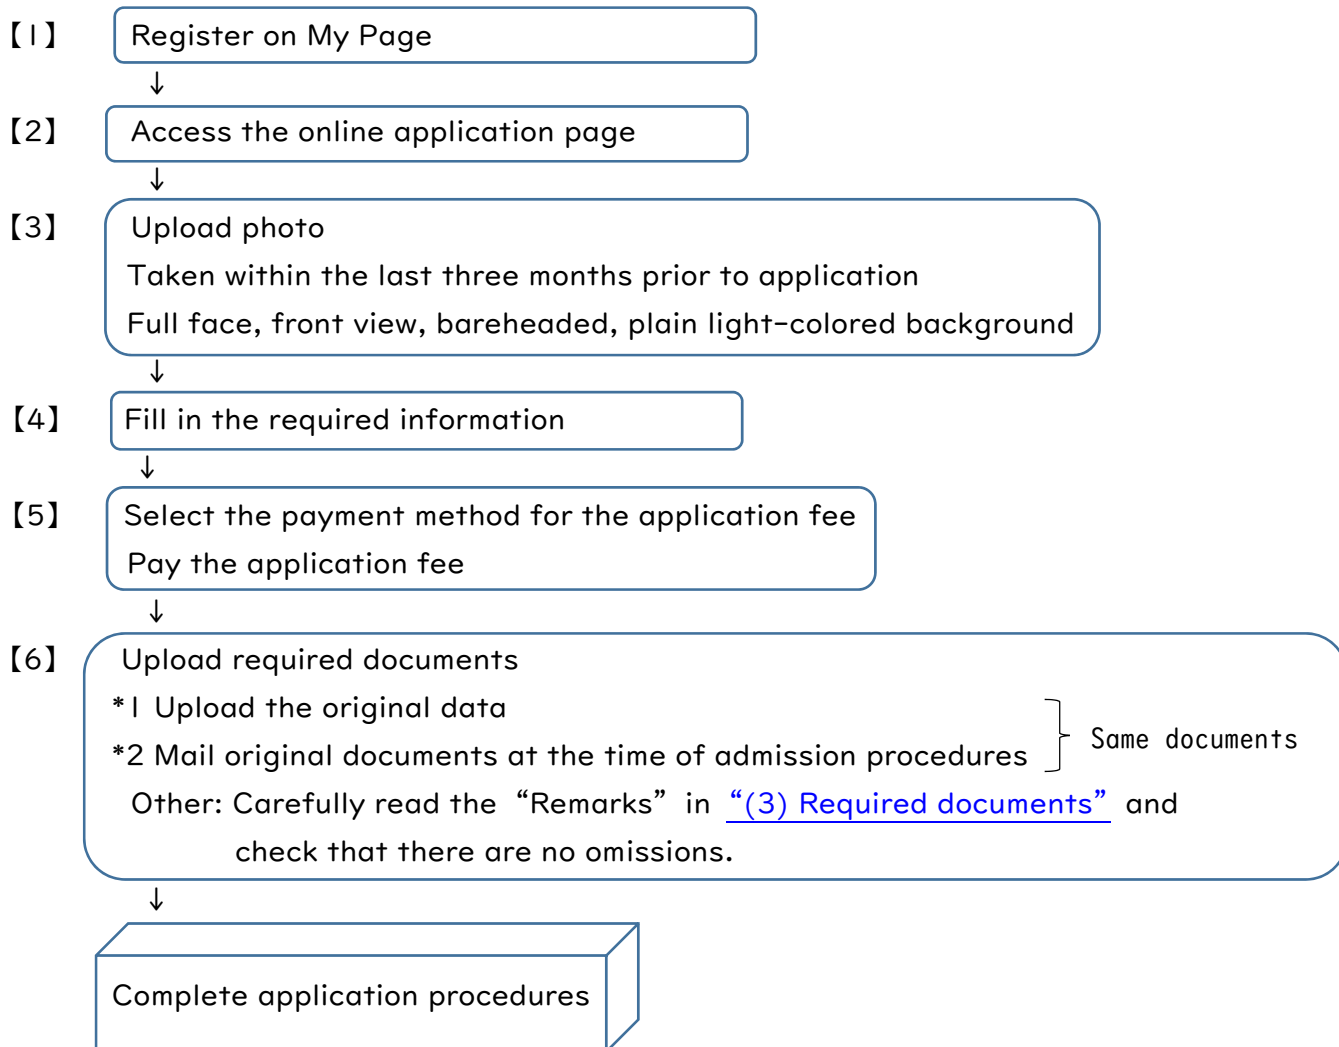 【1】 Register on My Page
↓
【2】 Access the online application page
↓
【3】 Upload photo
Taken within the last three months prior to application
Full face, front view, bareheaded, plain light-colored background
↓
【4】 Fill in the required information
↓
【5】 Select the payment method for the application fee
Pay the application fee
↓
【6】 Upload required documents
*1 Upload the original data
*2 Mail original documents at the time of admission procedures
Same documents
Other: Carefully read the “Remarks” in “(3) Required documents” and
check that there are no omissions.
↓
Complete application procedures